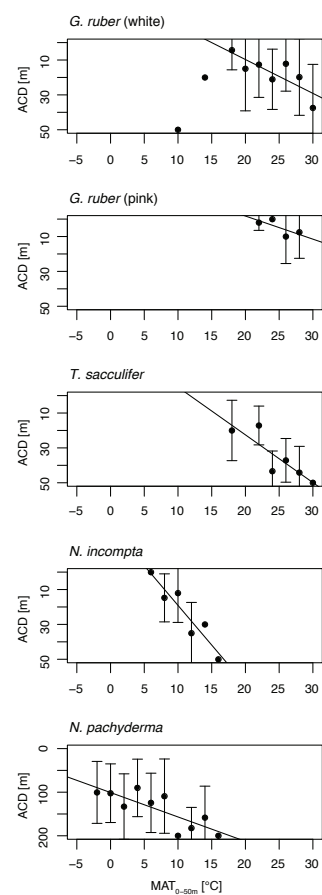 G. ruber (white)
ACD [m]
10
30
50
−5 0 5 10 15 20 25 30
G. ruber (pink)
ACD [m]
10
30
50
−5 0 5 10 15 20 25 30
T. sacculifer
ACD [m]
10
30
50
−5 0 5 10 15 20 25 30
N. incompta
ACD [m]
10
30
50
−5 0 5 10 15 20 25 30
N. pachyderma
ACD [m]
0
100
200
−5 0 5 10 15 20 25 30
MAT0−50m [°C]